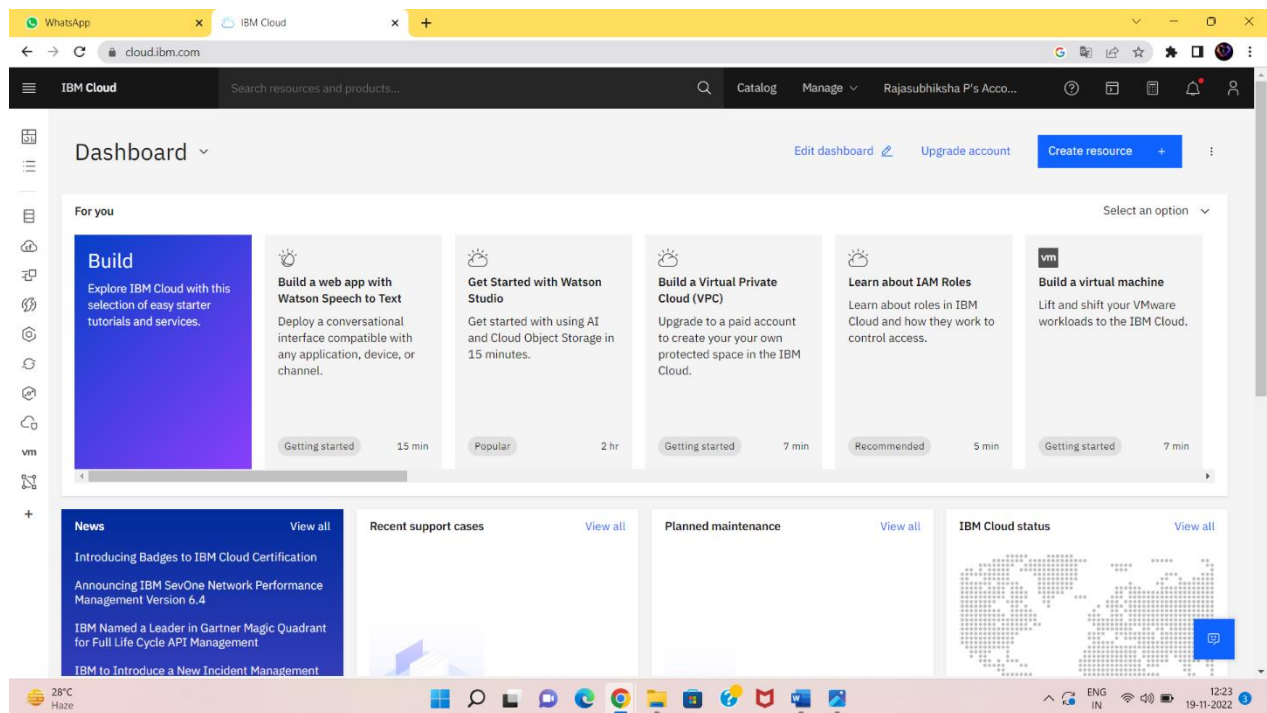 WhatsApp
IBM Cloud
cloud.ibm.com
IBM Cloud
Search resources and products...
Catalog
Manage
Rajasubhiksha P's Acco...
Dashboard
Edit dashboard
Upgrade account
Create resource +
For you
Select an option
Build
Explore IBM Cloud with this
selection of easy starter
tutorials and services.
Build a web app with
Watson Speech to Text
Deploy a conversational
interface compatible with
any application, device, or
channel.
Getting started 15 min
Get Started with Watson
Studio
Get started with using AI
and Cloud Object Storage in
15 minutes.
Popular 2 hr
Build a Virtual Private
Cloud (VPC)
Upgrade to a paid account
to create your your own
protected space in the IBM
Cloud.
Getting started 7 min
Learn about IAM Roles
Learn about roles in IBM
Cloud and how they work to
control access.
Recommended 5 min
vm
Build a virtual machine
Lift and shift your VMware
workloads to the IBM Cloud.
Getting started 7 min
vm
News View all
Introducing Badges to IBM Cloud Certification
Announcing IBM SevOne Network Performance
Management Version 6.4
IBM Named a Leader in Gartner Magic Quadrant
for Full Life Cycle API Management
IBM to Introduce a New Incident Management
Recent support cases View all
Planned maintenance View all
IBM Cloud status View all
28°C
Haze
ENG
IN
12:23
19-11-2022
3